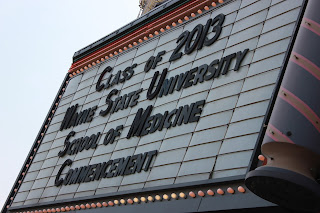 Class of 2013
Wayne State University
School of Medicine
Commencement